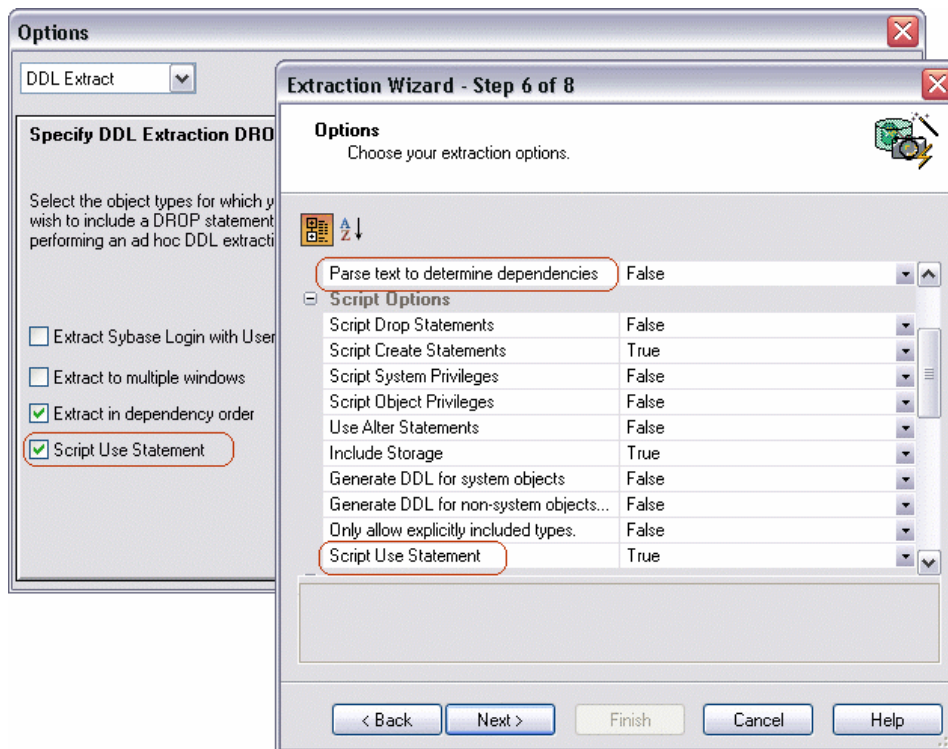 Options
DDL Extract
Specify DDL Extraction DRO
Select the object types for which y
wish to include a DROP statement
performing an ad hoc DDL extracti
Extract Sybase Login with User
Extract to multiple windows
Extract in dependency order
Script Use Statement
Extraction Wizard - Step 6 of 8
Options
Choose your extraction options.
A
Z
Parse text to determine dependencies False
Script Options
Script Drop Statements False
Script Create Statements True
Script System Privileges False
Script Object Privileges False
Use Alter Statements False
Include Storage True
Generate DDL for system objects False
Generate DDL for non-system objects... False
Only allow explicitly included types. False
Script Use Statement True
< Back Next > Finish Cancel Help